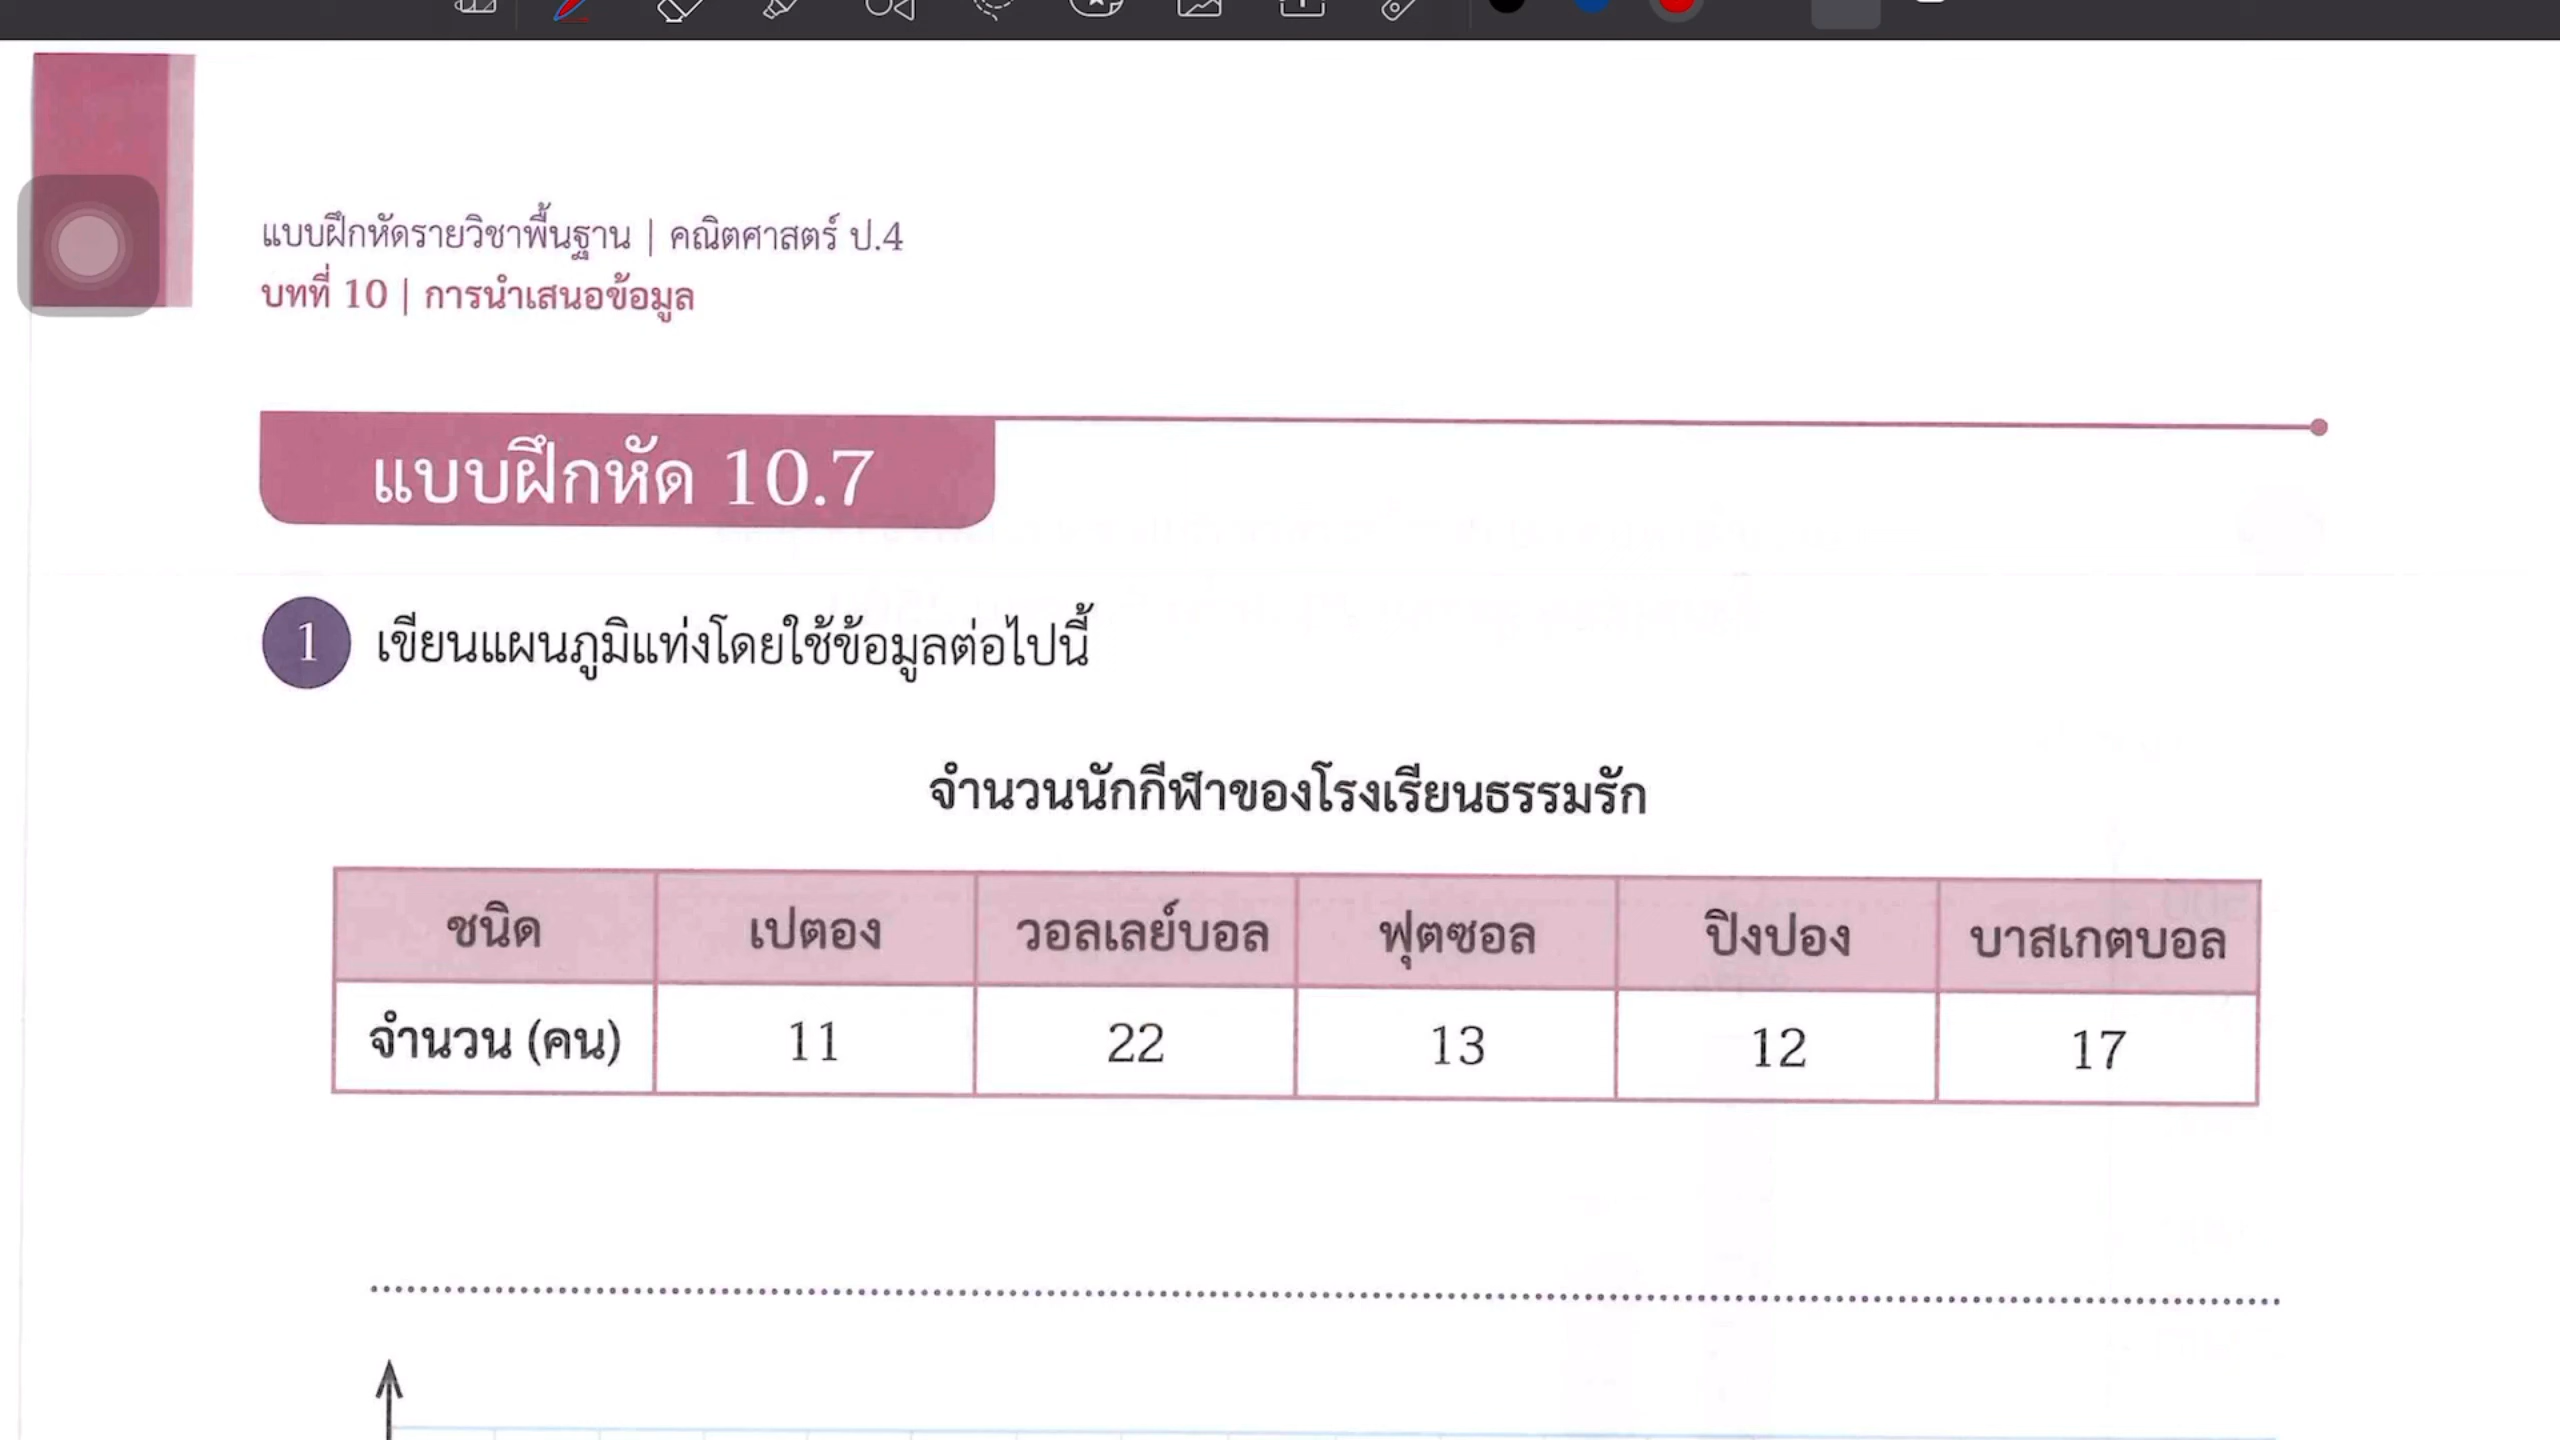 แบบฝึกหัดรายวิชาพื้นฐาน | คณิตศาสตร์ ป.4
บทที่ 10 | การนำเสนอข้อมูล
แบบฝึกหัด 10.7
1 เขียนแผนภูมิแท่งโดยใช้ข้อมูลต่อไปนี้
จำนวนนักกีฬาของโรงเรียนธรรมรัก
ชนิด เปตอง วอลเลย์บอล ฟุตซอล ปิงปอง บาสเกตบอล
จำนวน (คน) 11 22 13 12 17